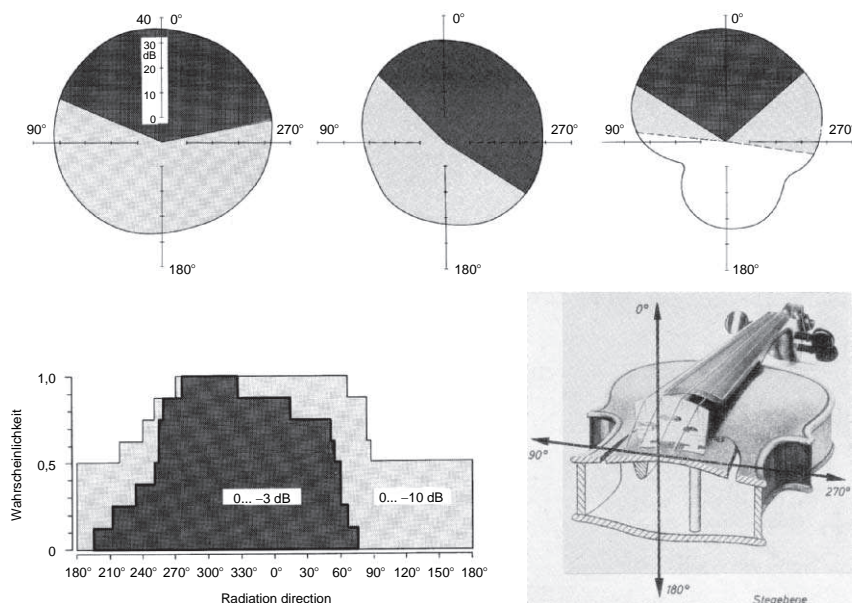 40 0°
30
dB
20
10
0
90° 270°
180°
0°
90° 270°
180°
0°
90° 270°
180°
Wahrscheinlichkeit
1,0
0,5
0
0... –3 dB
0... –10 dB
180° 210° 240° 270° 300° 330° 0° 30° 60° 90° 120° 150° 180°
Radiation direction
0°
90°
270°
180°
Stegebene